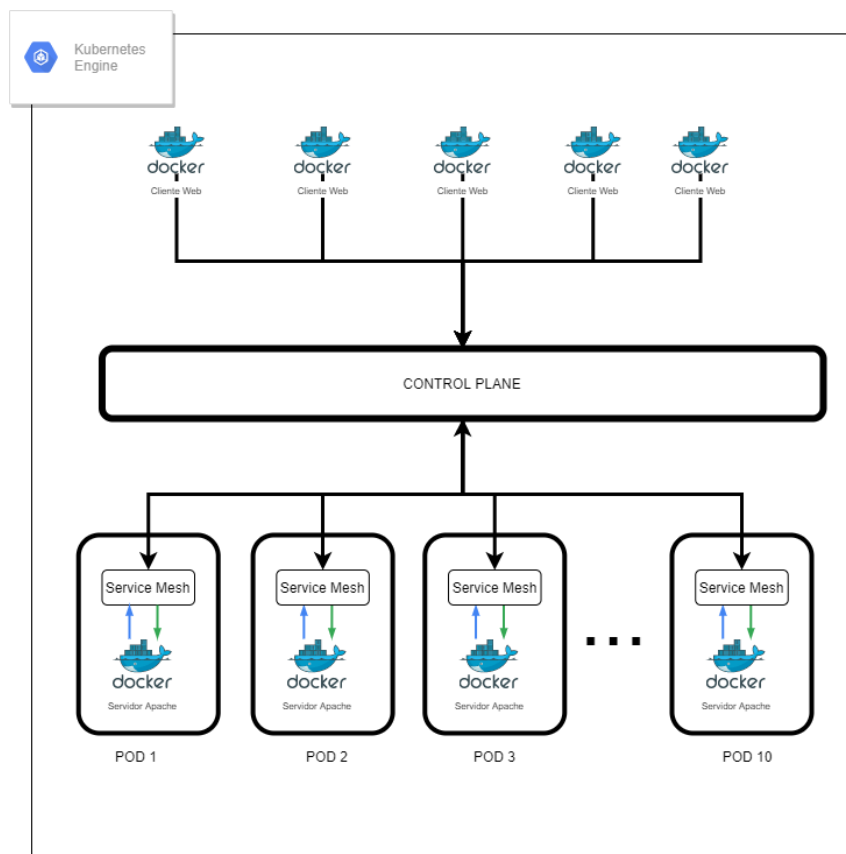 Kubernetes
Engine
docker docker docker docker docker
Cliente Web Cliente Web Cliente Web Cliente Web Cliente Web
CONTROL PLANE
Service Mesh Service Mesh Service Mesh Service Mesh
docker docker docker docker
Servidor Apache Servidor Apache Servidor Apache Servidor Apache
POD 1 POD 2 POD 3 POD 10